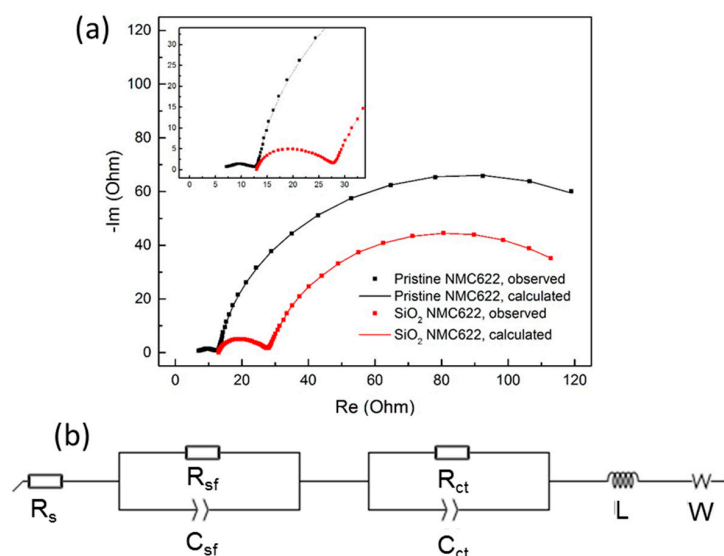 (a)
120
100
80
60
40
20
0
-Im (Ohm)
30
25
20
15
10
5
0
0 5 10 15 20 25 30
Pristine NMC622, observed
Pristine NMC622, calculated
SiO₂ NMC622, observed
SiO₂ NMC622, calculated
0 20 40 60 80 100 120
Re (Ohm)
(b)
Rs
Rsf
Csf
Rct
Cct
L
W